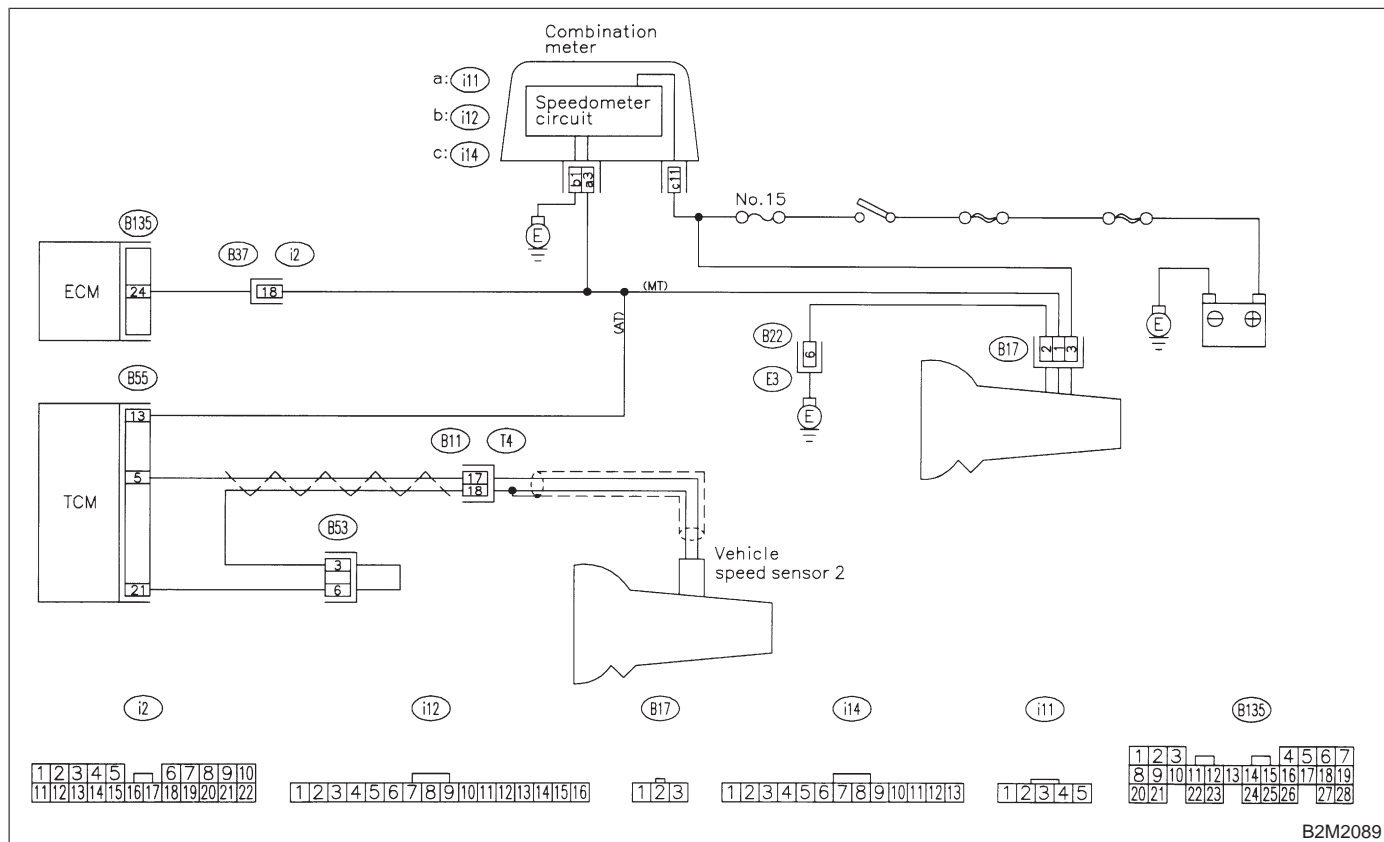 Combination
meter
a: i11
b: i12
c: i14
Speedometer
circuit
b1 a3
c11
No.15
E
B135
ECM
24
B37 i2
18
(MT)
(AT)
B22
6
E3
E
B17
2 1 3
E
⊖ ⊕
B55
TCM
13
5
21
B11 T4
17
18
B53
3
6
Vehicle
speed sensor 2
i2
1 2 3 4 5 6 7 8 9 10
11 12 13 14 15 16 17 18 19 20 21 22
i12
1 2 3 4 5 6 7 8 9 10 11 12 13 14 15 16
B17
1 2 3
i14
1 2 3 4 5 6 7 8 9 10 11 12 13
i11
1 2 3 4 5
B135
1 2 3 4 5 6 7
8 9 10 11 12 13 14 15 16 17 18 19
20 21 22 23 24 25 26 27 28
B2M2089